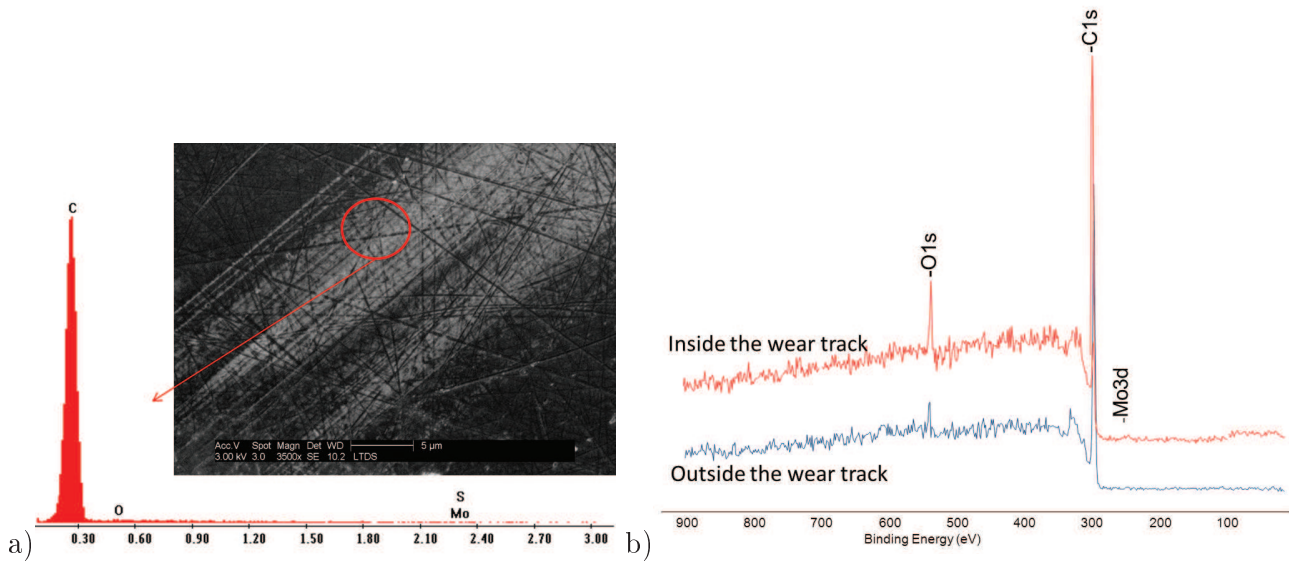 C
O
S
Mo
0.30 0.60 0.90 1.20 1.50 1.80 2.10 2.40 2.70 3.00
a)
Acc.V Spot Magn Det WD 5 µm
3.00 kV 3.0 3500x SE 10.2 LTDS
-C1s
-O1s
-Mo3d
Inside the wear track
Outside the wear track
900 800 700 600 500 400 300 200 100
Binding Energy (eV)
b)